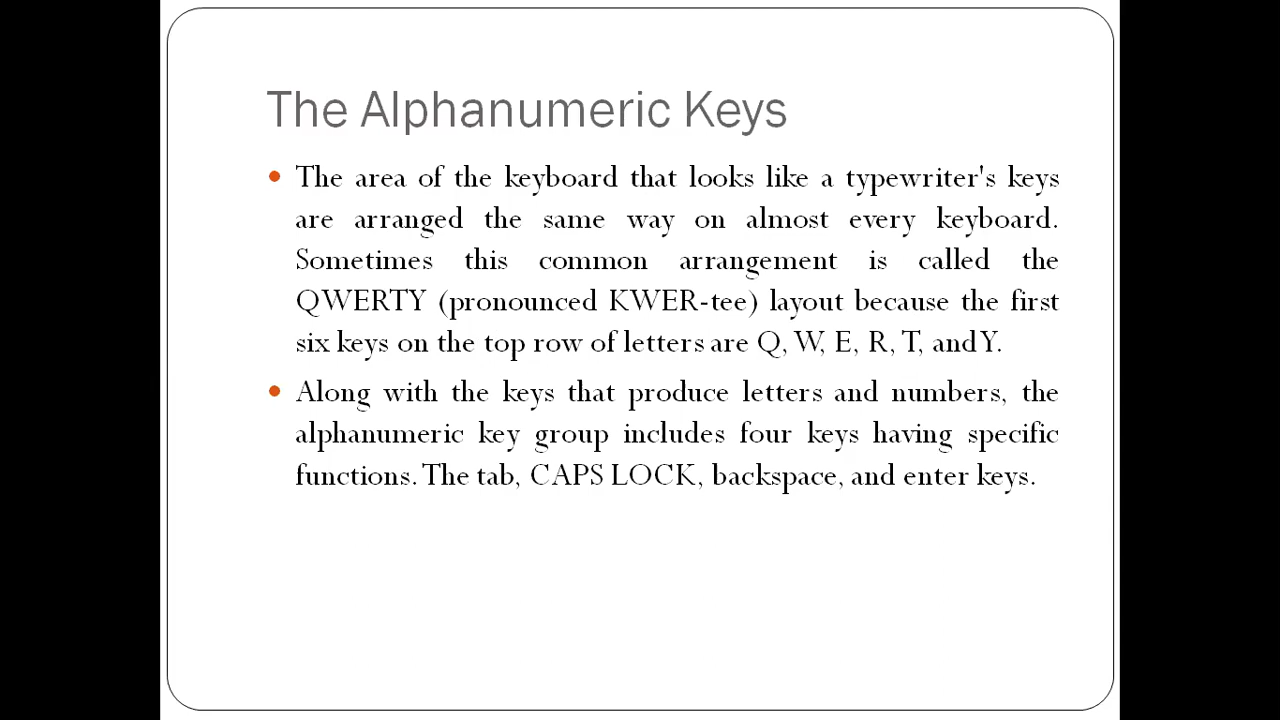 The Alphanumeric Keys
• The area of the keyboard that looks like a typewriter's keys
are arranged the same way on almost every keyboard.
Sometimes this common arrangement is called the
QWERTY (pronounced KWER-tee) layout because the first
six keys on the top row of letters are Q, W, E, R, T, and Y.
• Along with the keys that produce letters and numbers, the
alphanumeric key group includes four keys having specific
functions. The tab, CAPS LOCK, backspace, and enter keys.